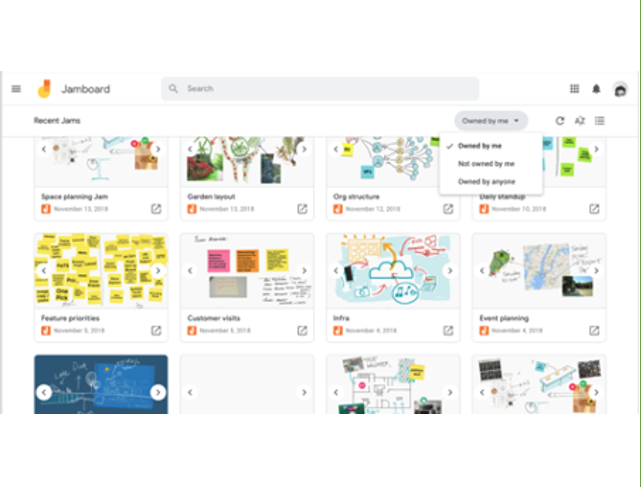 Jamboard
Search
Recent Jams
Owned by me
Owned by me
Not owned by me
Owned by anyone
Space planning Jam
November 13, 2018
Garden layout
November 13, 2018
Org structure
November 12, 2018
Daily standup
November 10, 2018
Feature priorities
November 5, 2018
Customer visits
November 5, 2018
Infra
November 4, 2018
Event planning
November 4, 2018